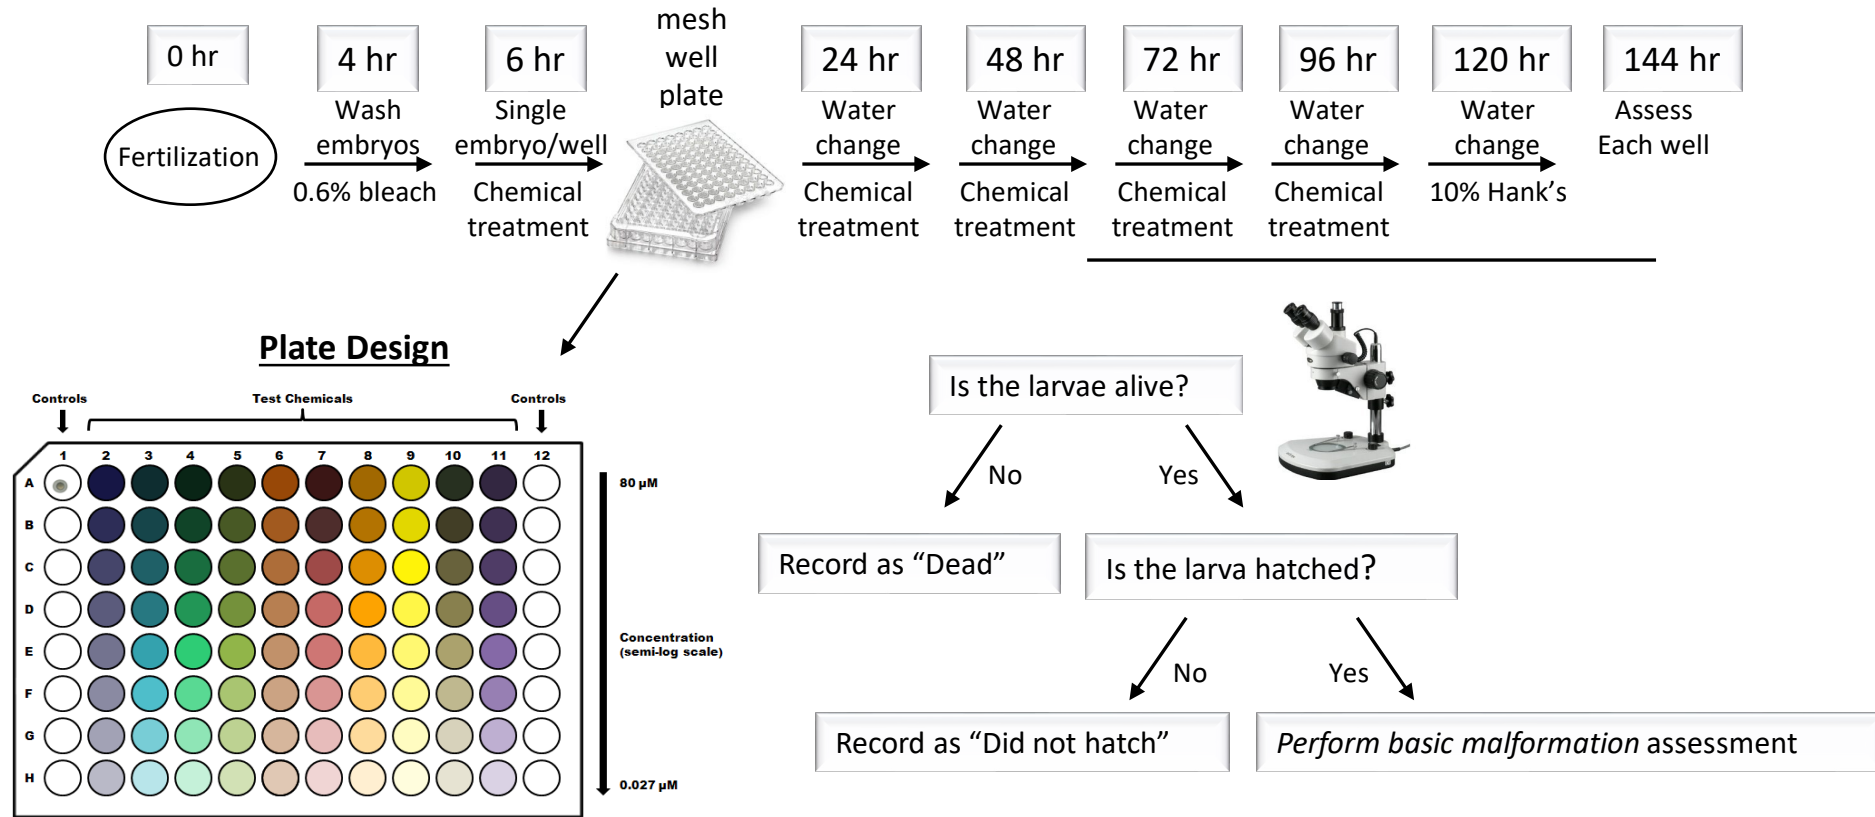 0 hr
4 hr
6 hr
mesh
well
plate
24 hr
48 hr
72 hr
96 hr
120 hr
144 hr
Fertilization
Wash
embryos
0.6% bleach
Single
embryo/well
Chemical
treatment
Water
change
Chemical
treatment
Water
change
Chemical
treatment
Water
change
Chemical
treatment
Water
change
Chemical
treatment
Water
change
10% Hank's
Assess
Each well
Plate Design
Controls
Test Chemicals
Controls
1 2 3 4 5 6 7 8 9 10 11 12
A
B
C
D
E
F
G
H
80 µM
Concentration
(semi-log scale)
0.027 µM
Is the larvae alive?
No
Yes
Record as “Dead”
Is the larva hatched?
No
Yes
Record as “Did not hatch”
Perform basic malformation assessment